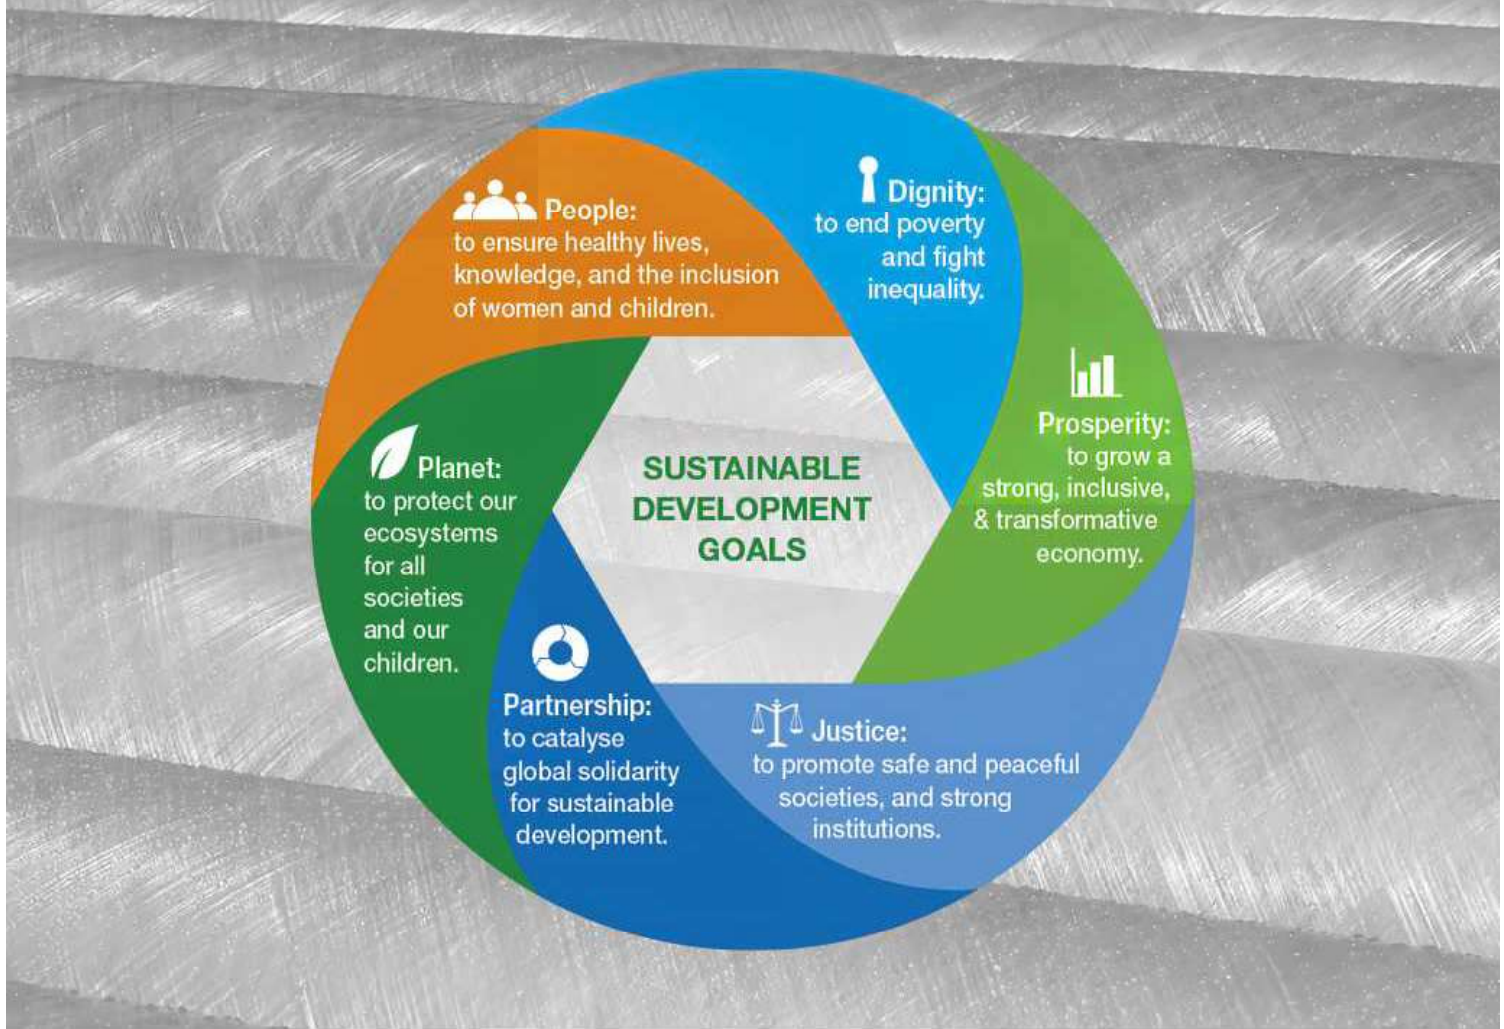 Dignity:
to end poverty
and fight
inequality.
Prosperity:
to grow a
strong, inclusive,
& transformative
economy.
Justice:
to promote safe and peaceful
societies, and strong
institutions.
Partnership:
to catalyse
global solidarity
for sustainable
development.
Planet:
to protect our
ecosystems
for all
societies
and our
children.
People:
to ensure healthy lives,
knowledge, and the inclusion
of women and children.
SUSTAINABLE
DEVELOPMENT
GOALS